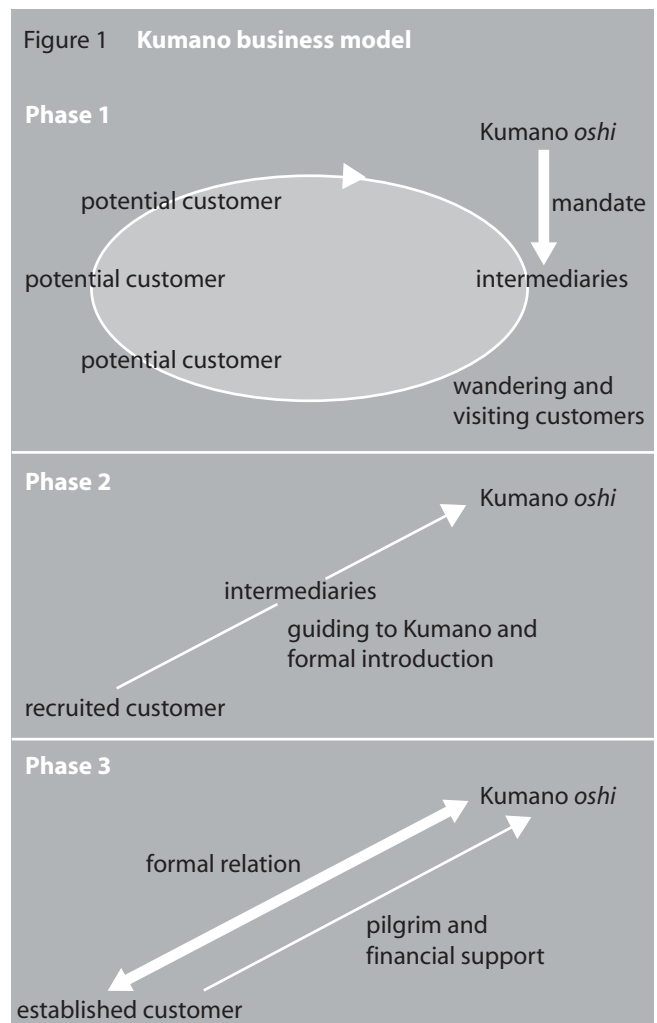 Figure 1 Kumano business model
Phase 1
Kumano oshi
potential customer
mandate
potential customer
intermediaries
potential customer
wandering and
visiting customers
Phase 2
Kumano oshi
intermediaries
guiding to Kumano and
formal introduction
recruited customer
Phase 3
Kumano oshi
formal relation
pilgrim and
financial support
established customer